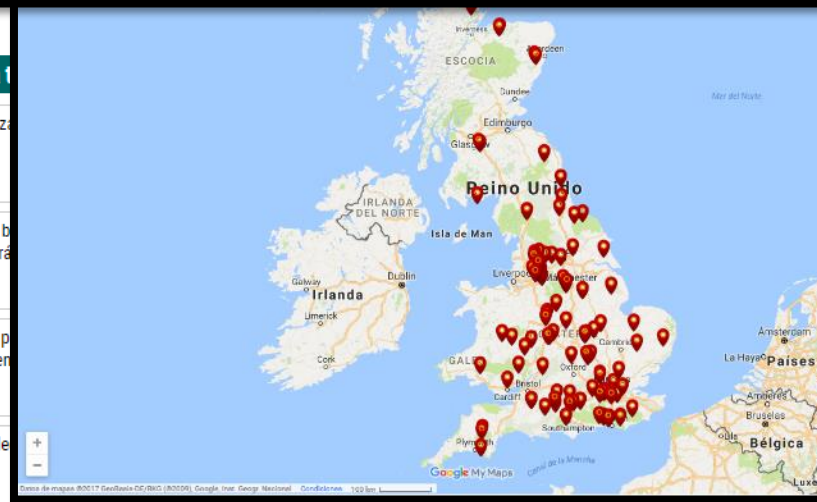 Inverness
Aberdeen
ESCOCIA
Dundee
Mar del Norte
Edimburgo
Glasgow
Reino Unido
IRLANDA
DEL NORTE
Isla de Man
Dublín
Galway
Irlanda
Liverpool
Mánchester
Limerick
Cork
GALES
Cambridge
Oxford
Bristol
Cardiff
Southampton
Plymouth
Ámsterdam
La Haya
Países
Amberes
Bruselas
Bélgica
Lille
Luxe
Canal de la Mancha
+
−
Google My Maps
Datos de mapas ©2017 GeoBasis-DE/BKG (©2009), Google, Inst. Geogr. Nacional
Condiciones
100 km